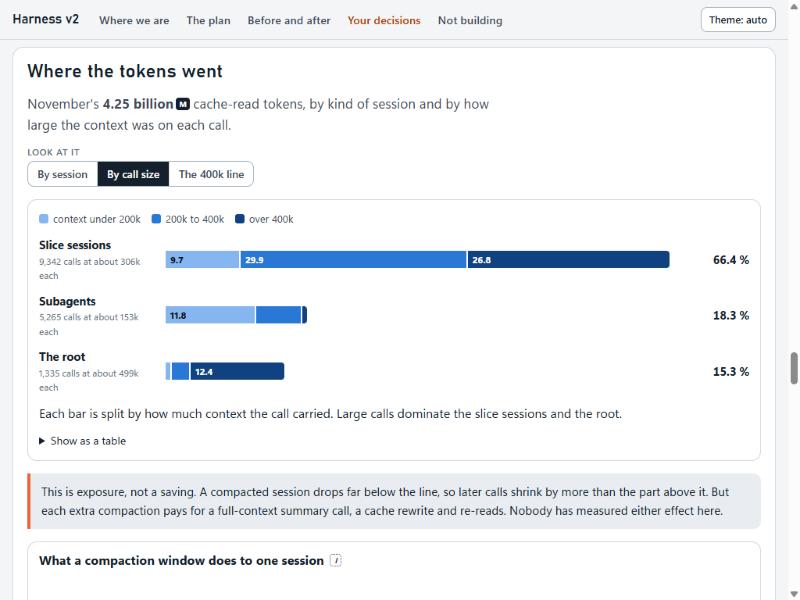 Harness v2 Where we are The plan Before and after Your decisions Not building Theme: auto
Where the tokens went
November's 4.25 billion M cache-read tokens, by kind of session and by how
large the context was on each call.
LOOK AT IT
By session By call size The 400k line
context under 200k 200k to 400k over 400k
Slice sessions
9,342 calls at about 306k
each
9.7 29.9 26.8 66.4 %
Subagents
5,265 calls at about 153k
each
11.8 18.3 %
The root
1,335 calls at about 499k
each
12.4 15.3 %
Each bar is split by how much context the call carried. Large calls dominate the slice sessions and the root.
Show as a table
This is exposure, not a saving. A compacted session drops far below the line, so later calls shrink by more than the part above it. But
each extra compaction pays for a full-context summary call, a cache rewrite and re-reads. Nobody has measured either effect here.
What a compaction window does to one session i